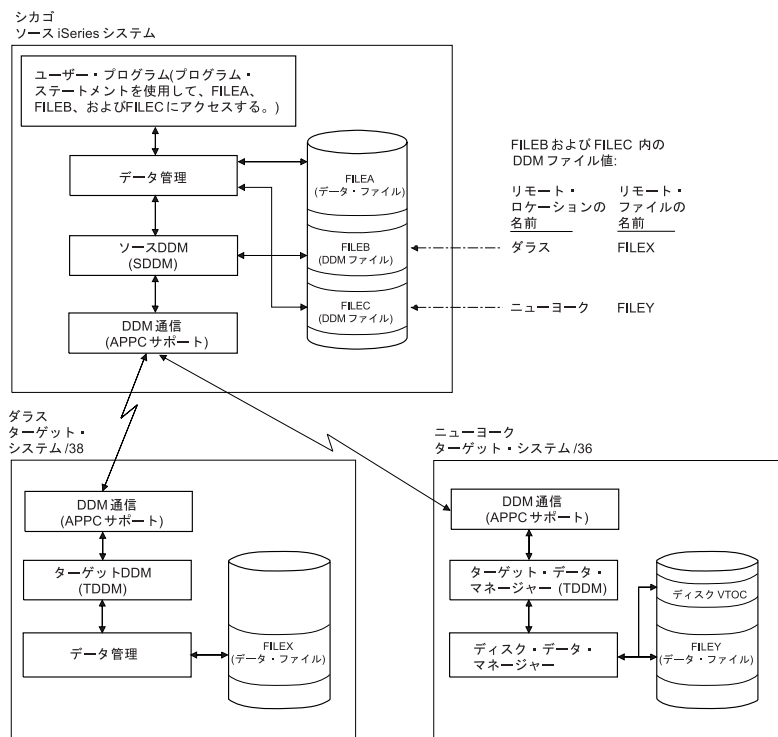 シカゴ
ソース iSeries システム
ユーザー・プログラム(プログラム・
ステートメントを使用して、FILEA、
FILEB、およびFILEC にアクセスする。)
データ管理
ソースDDM
(SDDM)
DDM 通信
(APPC サポート)
FILEA
(データ・ファイル)
FILEB
(DDM ファイル)
FILEC
(DDM ファイル)
FILEB および FILEC 内の
DDM ファイル値:
リモート・
ロケーションの
名前
リモート・
ファイルの
名前
ダラス FILEX
ニューヨーク FILEY
ダラス
ターゲット・
システム /38
DDM 通信
(APPC サポート)
ターゲットDDM
(TDDM)
データ管理
FILEX
(データ・ファイル)
ニューヨーク
ターゲット・システム /36
DDM 通信
(APPC サポート)
ターゲット・データ・
マネージャー (TDDM)
ディスク・データ・
マネージャー
ディスク VTOC
FILEY
(データ・ファイル)